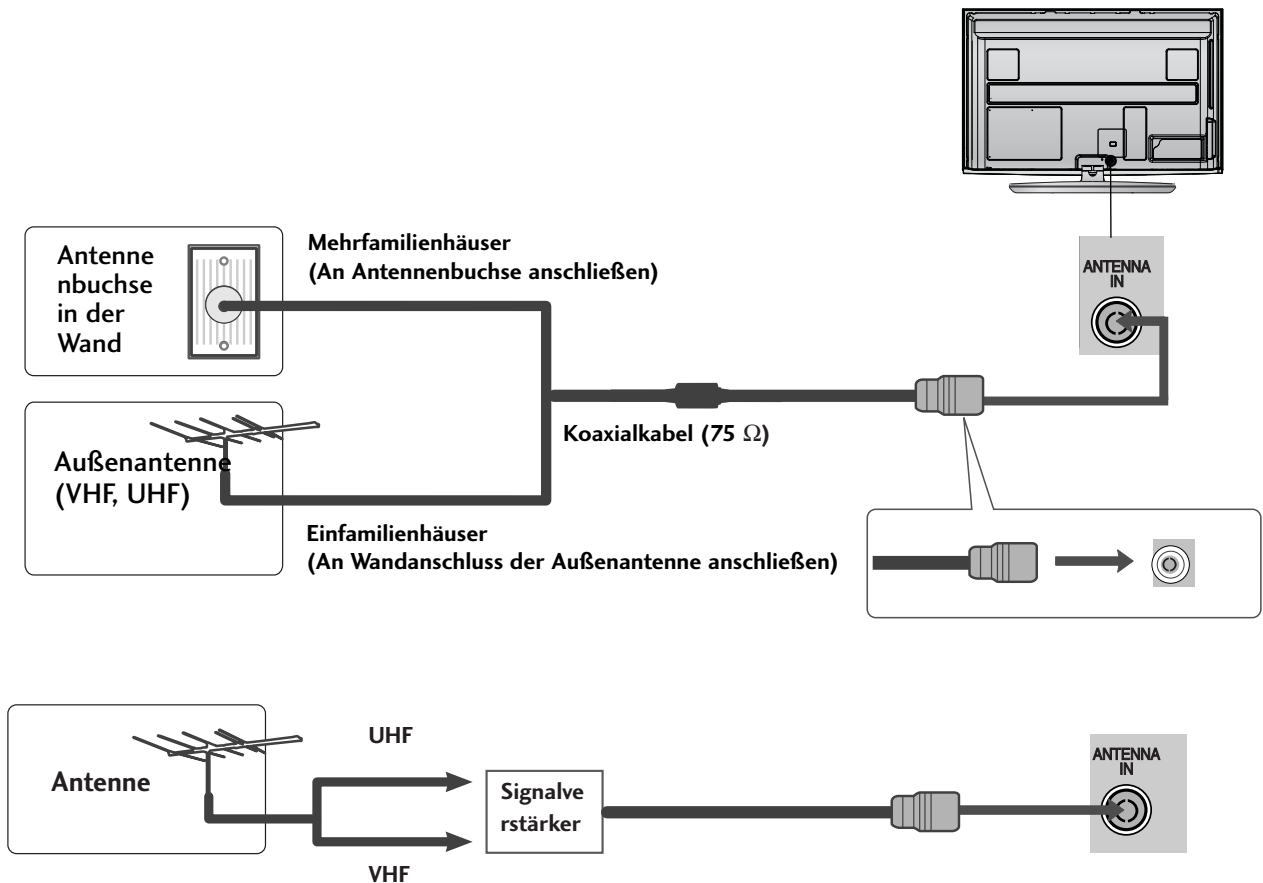 Mehrfamilienhäuser
(An Antennenbuchse anschließen)
Antenne
nbuchse
in der
Wand
ANTENNA
IN
Koaxialkabel (75 Ω)
Außenantenne
(VHF, UHF)
Einfamilienhäuser
(An Wandanschluss der Außenantenne anschließen)
UHF
Antenne
Signalve
rstärker
ANTENNA
IN
VHF